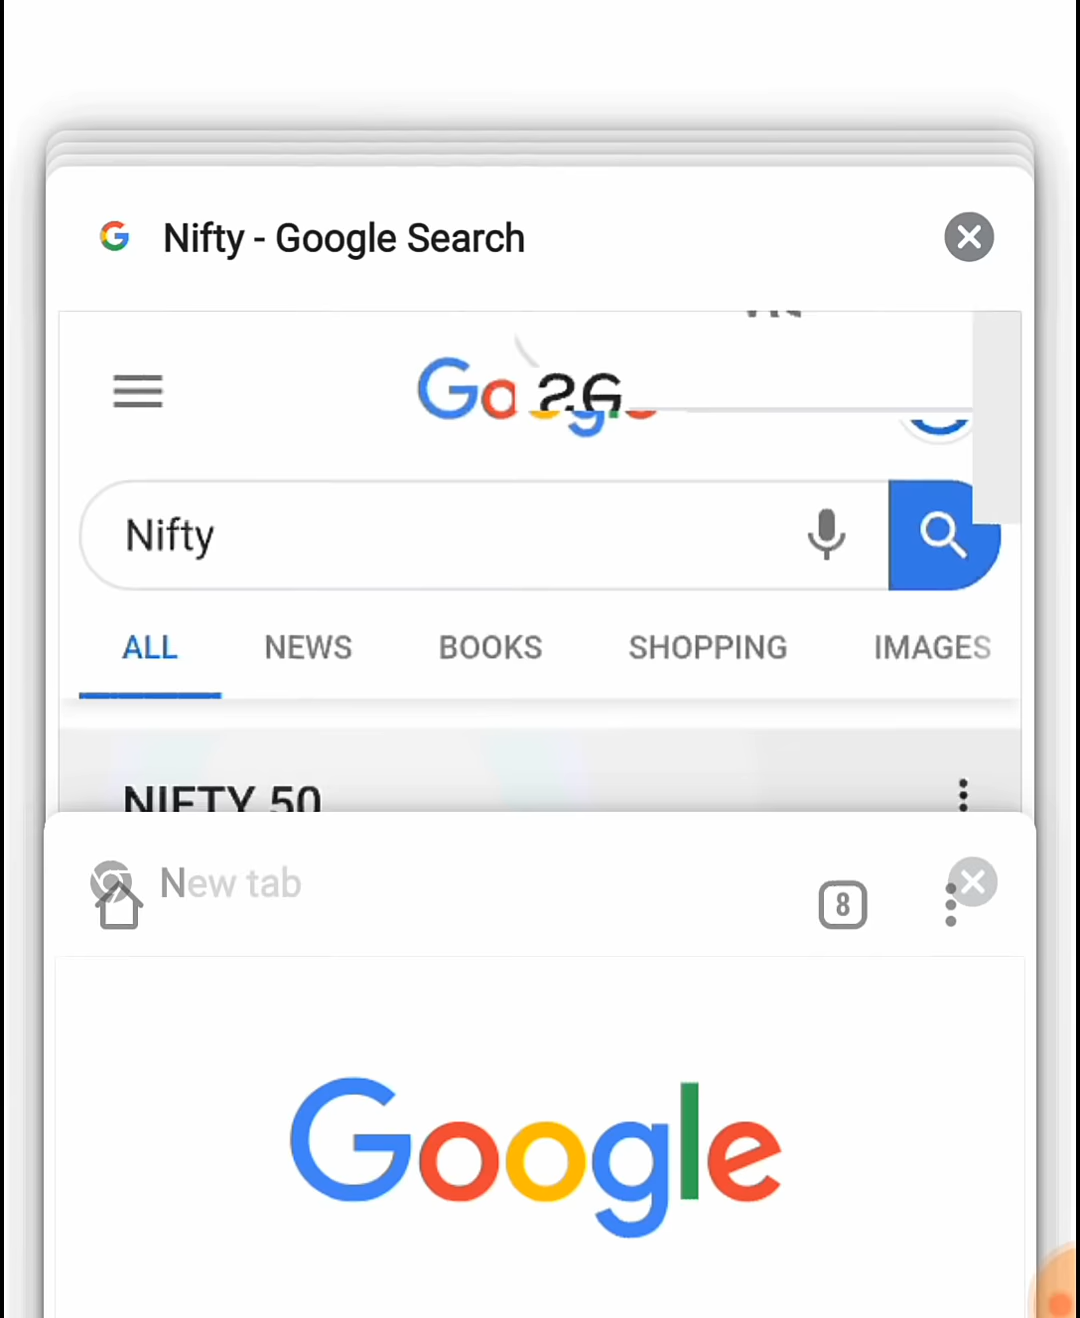 Nifty - Google Search
Nifty
ALL NEWS BOOKS SHOPPING IMAGES
NIFTY 50
New tab
8
Google